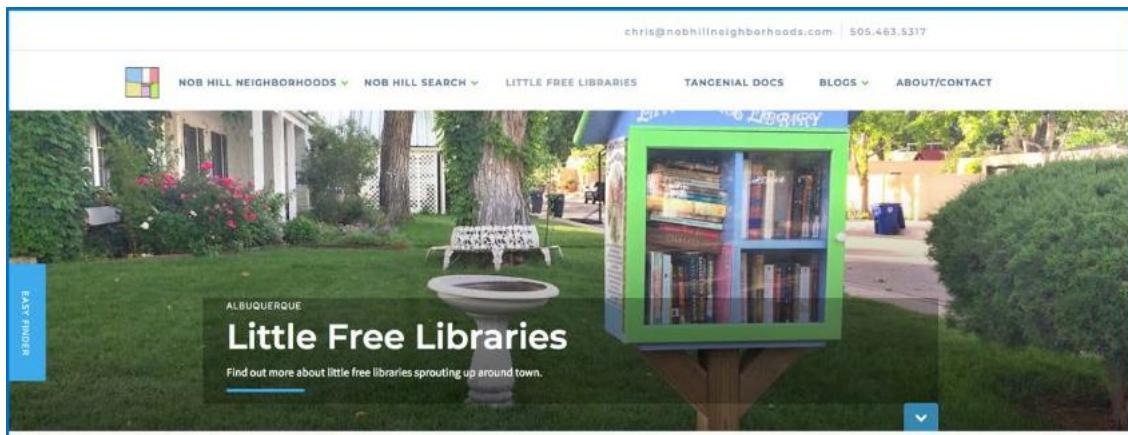 chris@nobhillneighborhoods.com 505.463.5317
NOB HILL NEIGHBORHOODS NOB HILL SEARCH LITTLE FREE LIBRARIES TANGENIAL DOCS BLOGS ABOUT/CONTACT
LIBRARY
EASY FINDER
ALBUQUERQUE
Little Free Libraries
Find out more about little free libraries sprouting up around town.